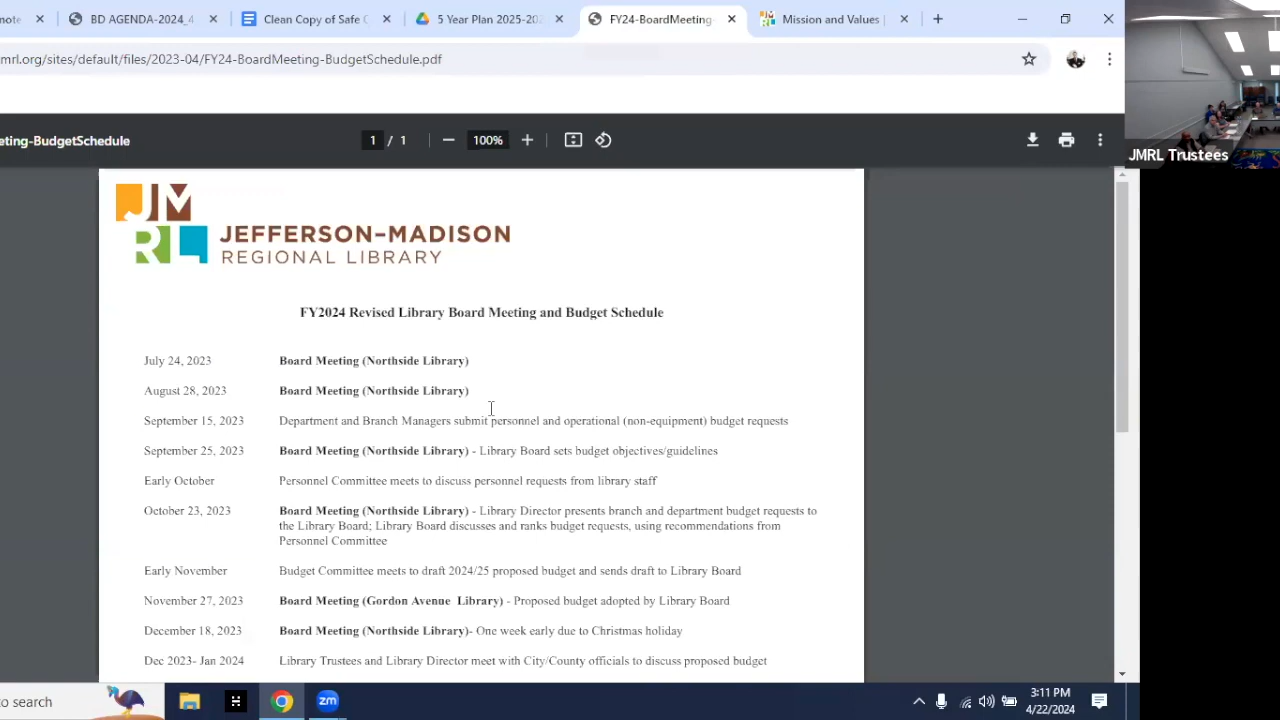 mote
BD AGENDA-2024_4
Clean Copy of Safe C
5 Year Plan 2025-202
FY24-BoardMeeting-
Mission and Values |
mrl.org/sites/default/files/2023-04/FY24-BoardMeeting-BudgetSchedule.pdf
eting-BudgetSchedule
1 / 1
100%
JMRL Trustees
JM
RL
JEFFERSON-MADISON
REGIONAL LIBRARY
FY2024 Revised Library Board Meeting and Budget Schedule
July 24, 2023 Board Meeting (Northside Library)
August 28, 2023 Board Meeting (Northside Library)
September 15, 2023 Department and Branch Managers submit personnel and operational (non-equipment) budget requests
September 25, 2023 Board Meeting (Northside Library) - Library Board sets budget objectives/guidelines
Early October Personnel Committee meets to discuss personnel requests from library staff
October 23, 2023 Board Meeting (Northside Library) - Library Director presents branch and department budget requests to
the Library Board; Library Board discusses and ranks budget requests, using recommendations from
Personnel Committee
Early November Budget Committee meets to draft 2024/25 proposed budget and sends draft to Library Board
November 27, 2023 Board Meeting (Gordon Avenue Library) - Proposed budget adopted by Library Board
December 18, 2023 Board Meeting (Northside Library)- One week early due to Christmas holiday
Dec 2023- Jan 2024 Library Trustees and Library Director meet with City/County officials to discuss proposed budget
to search
H
zm
3:11 PM
4/22/2024